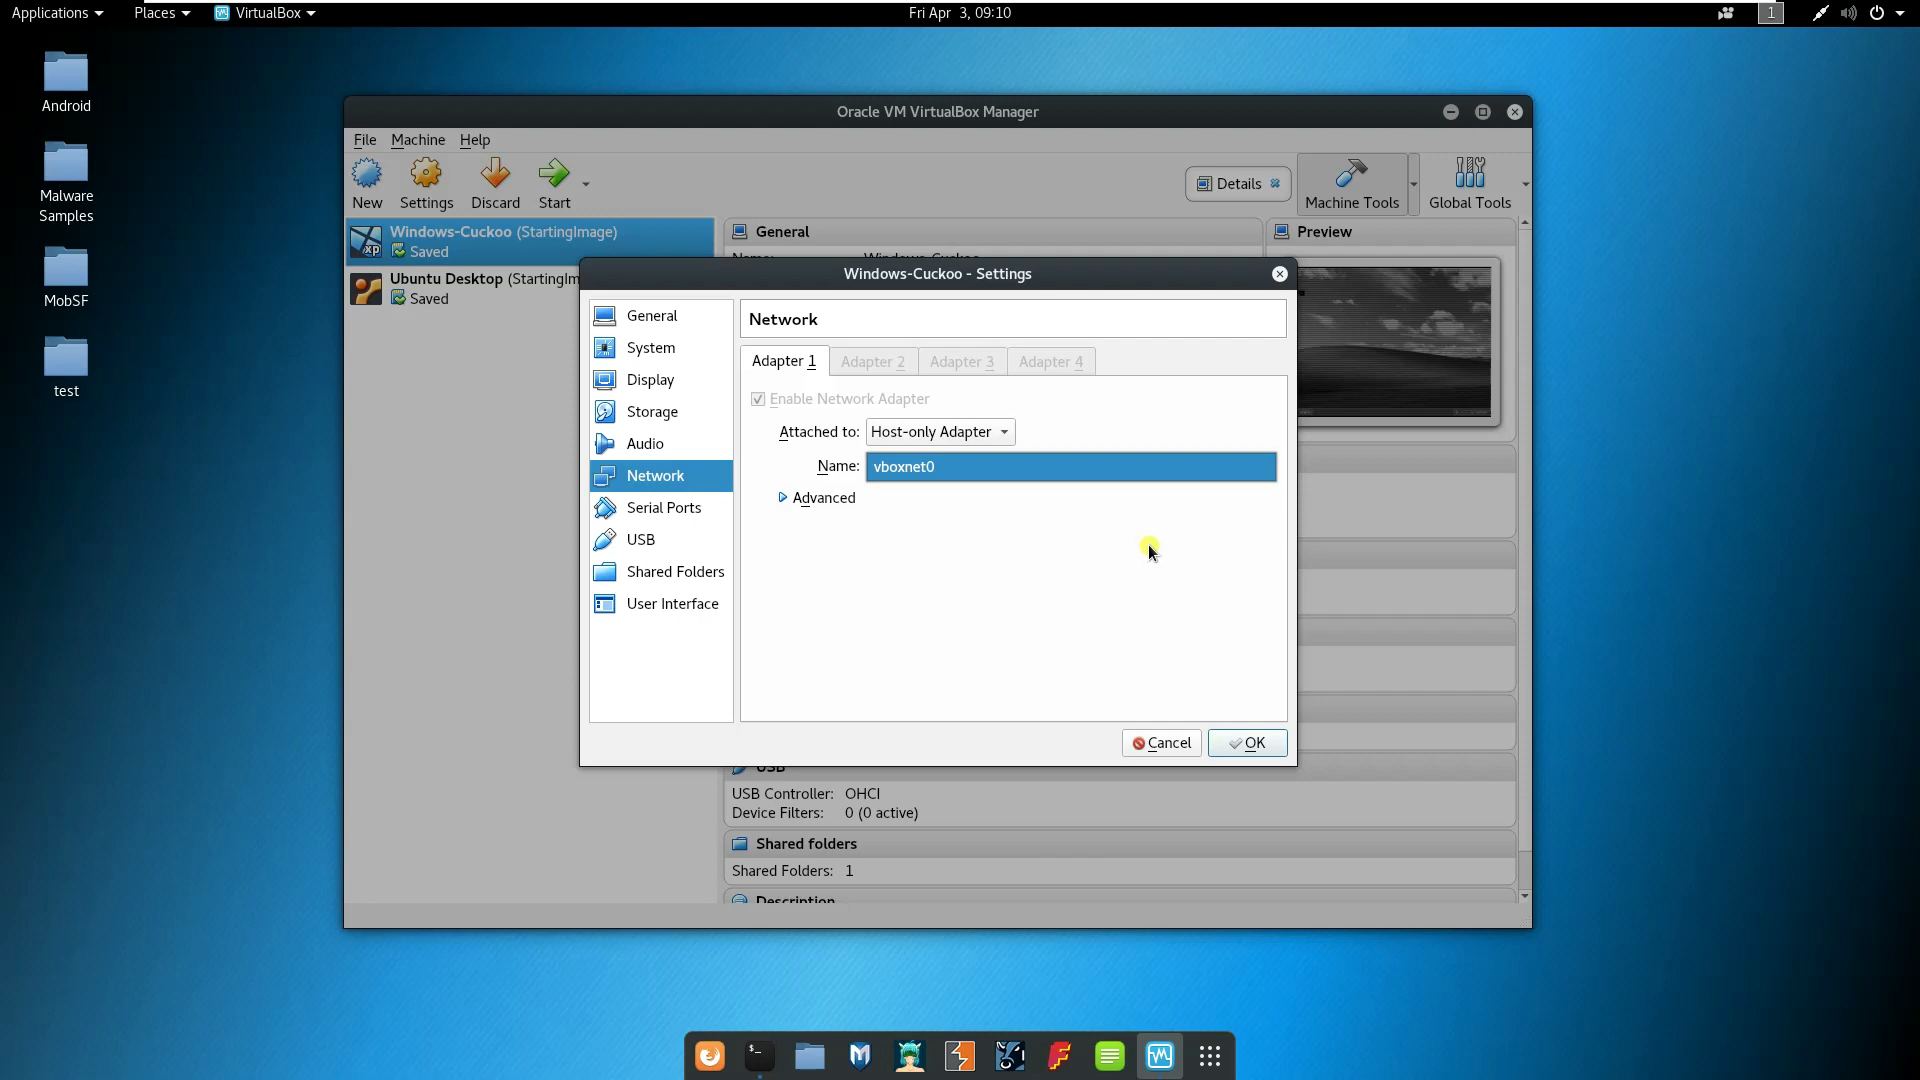 Applications Places VirtualBox Fri Apr 3, 09:10 1
Android
Malware
Samples
MobSF
test
Oracle VM VirtualBox Manager
File Machine Help
New Settings Discard Start Details Machine Tools Global Tools
Windows-Cuckoo (StartingImage)
Saved
Ubuntu Desktop (StartingIm
Saved
General
Preview
Windows-Cuckoo - Settings
General
System
Display
Storage
Audio
Network
Serial Ports
USB
Shared Folders
User Interface
Network
Adapter 1 Adapter 2 Adapter 3 Adapter 4
Enable Network Adapter
Attached to: Host-only Adapter
Name: vboxnet0
Advanced
Cancel OK
USB
USB Controller: OHCI
Device Filters: 0 (0 active)
Shared folders
Shared Folders: 1
Description